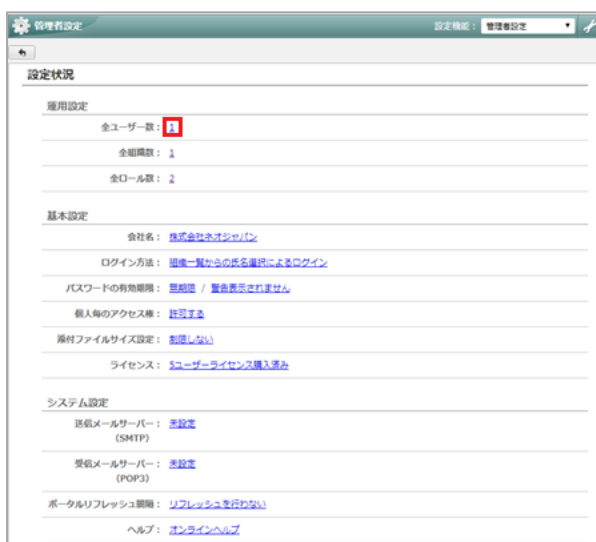 管理者設定 設定機能： 管理者設定
設定状況
運用設定
全ユーザー数： 1
全組織数： 1
全ロール数： 2
基本設定
会社名： 株式会社ネオジャパン
ログイン方法： 組織一覧からの氏名選択によるログイン
パスワードの有効期限： 無期限 / 警告表示されません
個人毎のアクセス権： 許可する
添付ファイルサイズ設定： 制限しない
ライセンス： 5ユーザーライセンス購入済み
システム設定
送信メールサーバー： 未設定
(SMTP)
受信メールサーバー： 未設定
(POP3)
ポータルリフレッシュ間隔： リフレッシュを行わない
ヘルプ： オンラインヘルプ